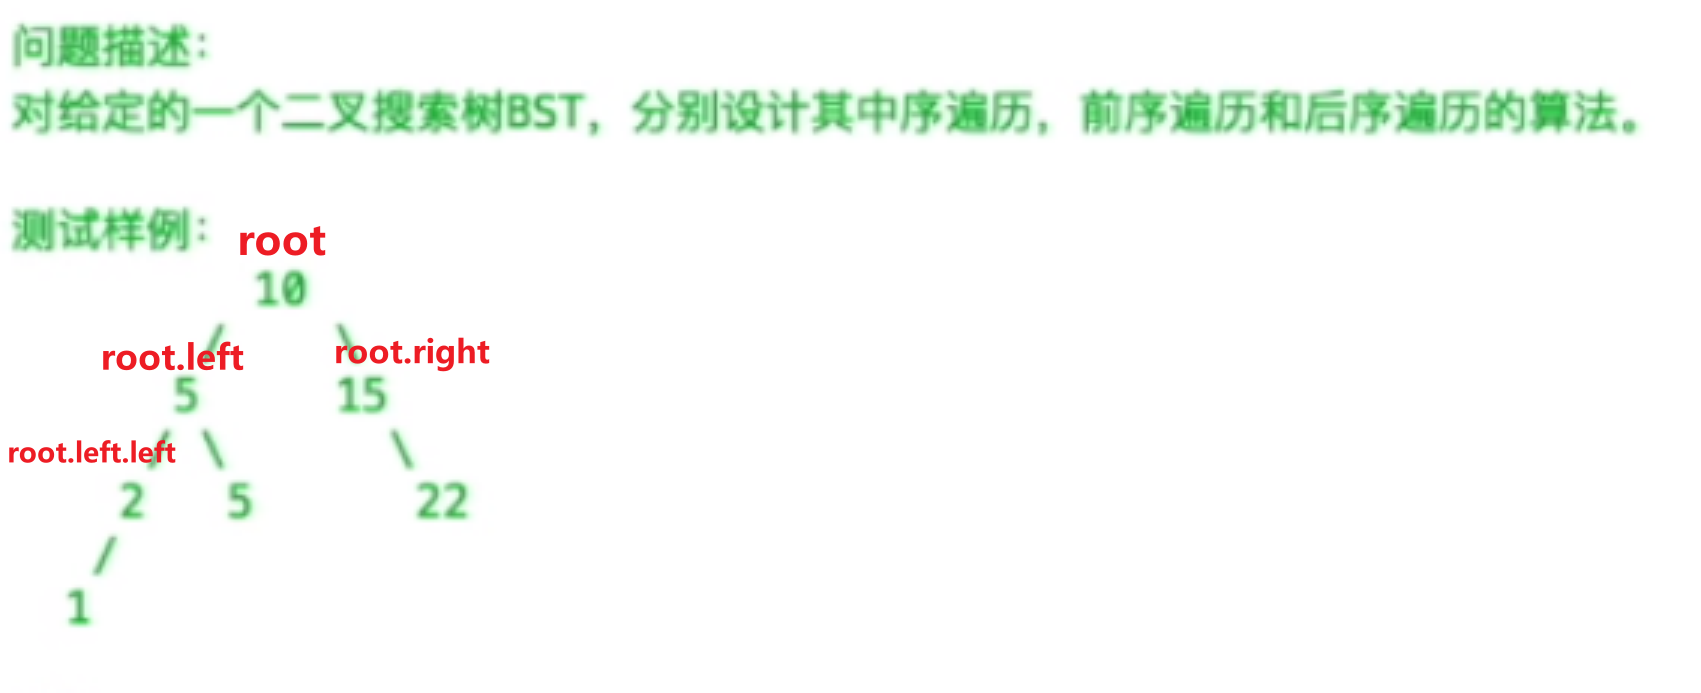 问题描述：
对给定的一个二叉搜索树BST，分别设计其中序遍历，前序遍历和后序遍历的算法。
测试样例：
root
10
/ \
root.left root.right
5 15
root.left.left / \ \
2 5 22
/
1